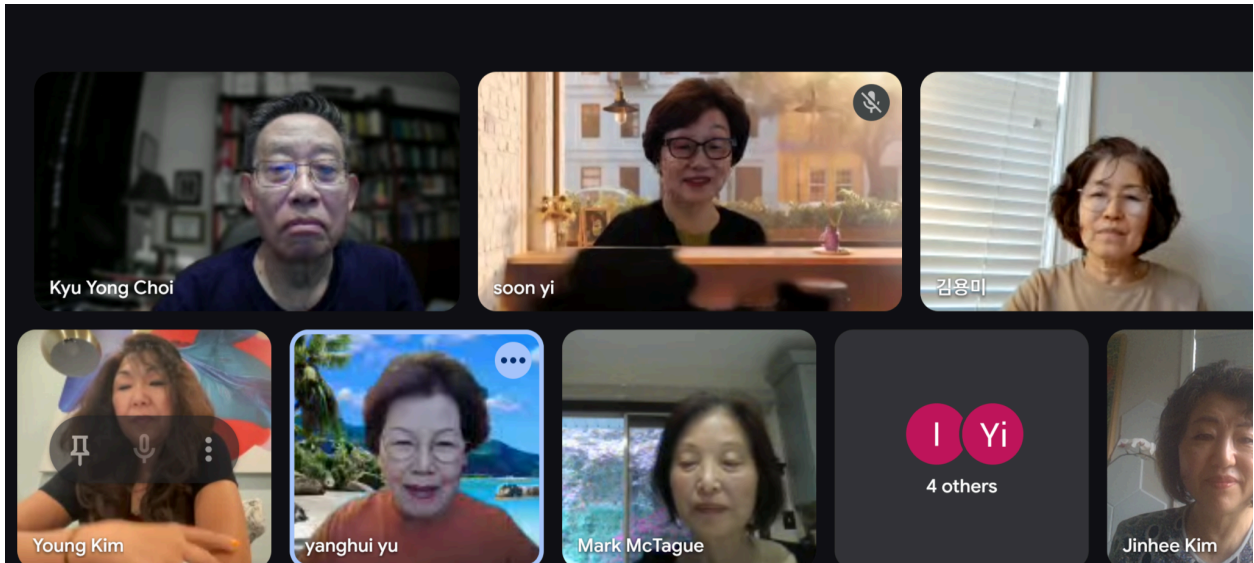 Kyu Yong Choi
soon yi
김용미
Young Kim
yanghui yu
Mark McTague
I
Yi
4 others
Jinhee Kim